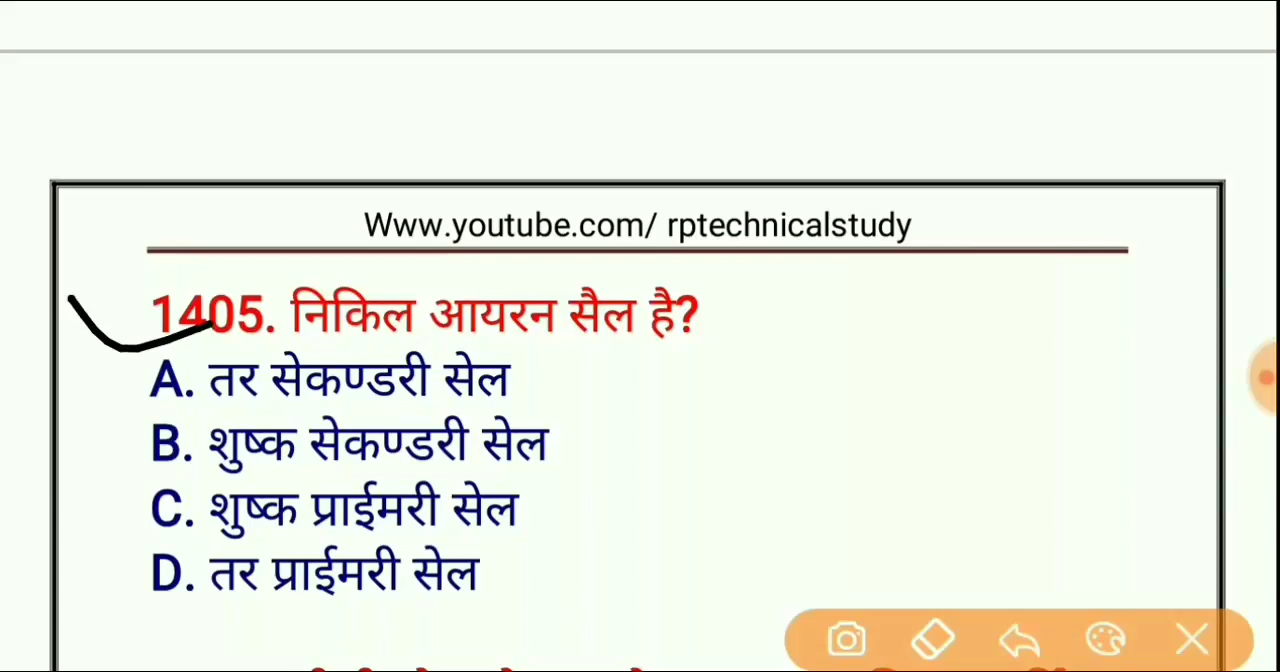 Www.youtube.com/ rptechnicalstudy
1405. निकिल आयरन सैल है?
A. तर सेकण्डरी सेल
B. शुष्क सेकण्डरी सेल
C. शुष्क प्राईमरी सेल
D. तर प्राईमरी सेल